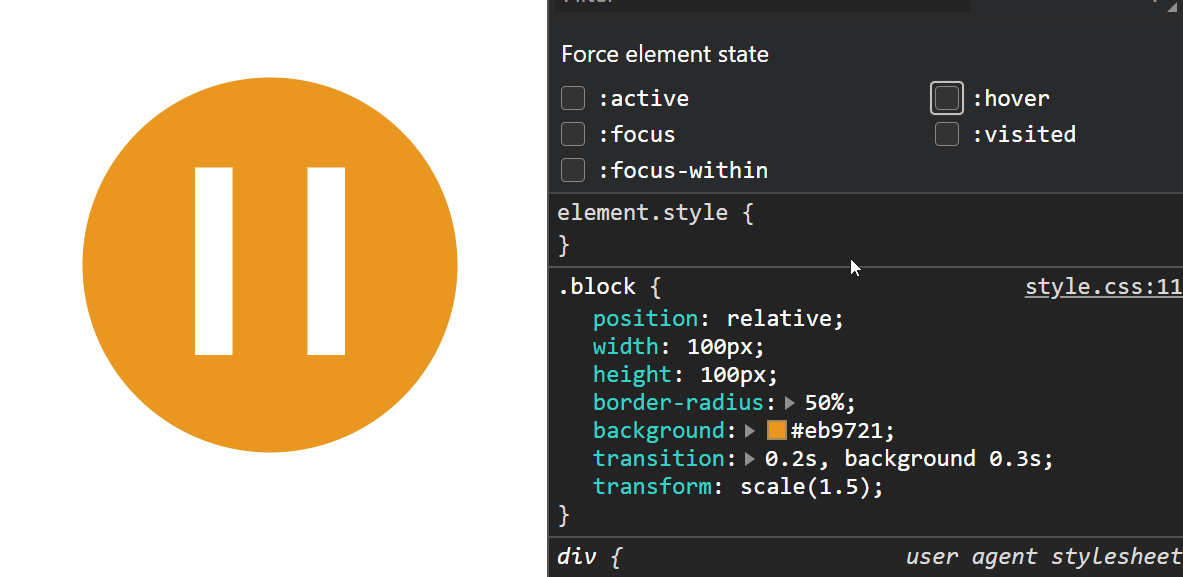 Force element state
:active :hover
:focus :visited
:focus-within
element.style {
}
.block { style.css:11
position: relative;
width: 100px;
height: 100px;
border-radius: 50%;
background: #eb9721;
transition: 0.2s, background 0.3s;
transform: scale(1.5);
}
div { user agent stylesheet